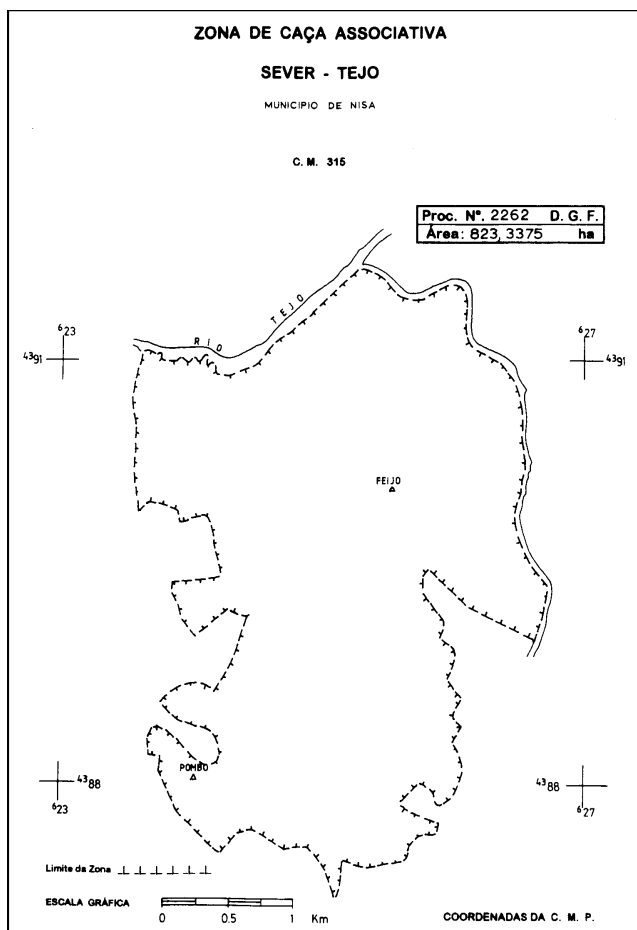 ZONA DE CAÇA ASSOCIATIVA
SEVER - TEJO
MUNICIPIO DE NISA
C. M. 315
Proc. Nº. 2262 D. G. F.
Área: 823,3375 ha
RIO TEJO
623
4391
627
4391
FEIJO
POMBO
4388
623
4388
627
Limite da Zona
ESCALA GRÁFICA
0 0.5 1 Km
COORDENADAS DA C. M. P.